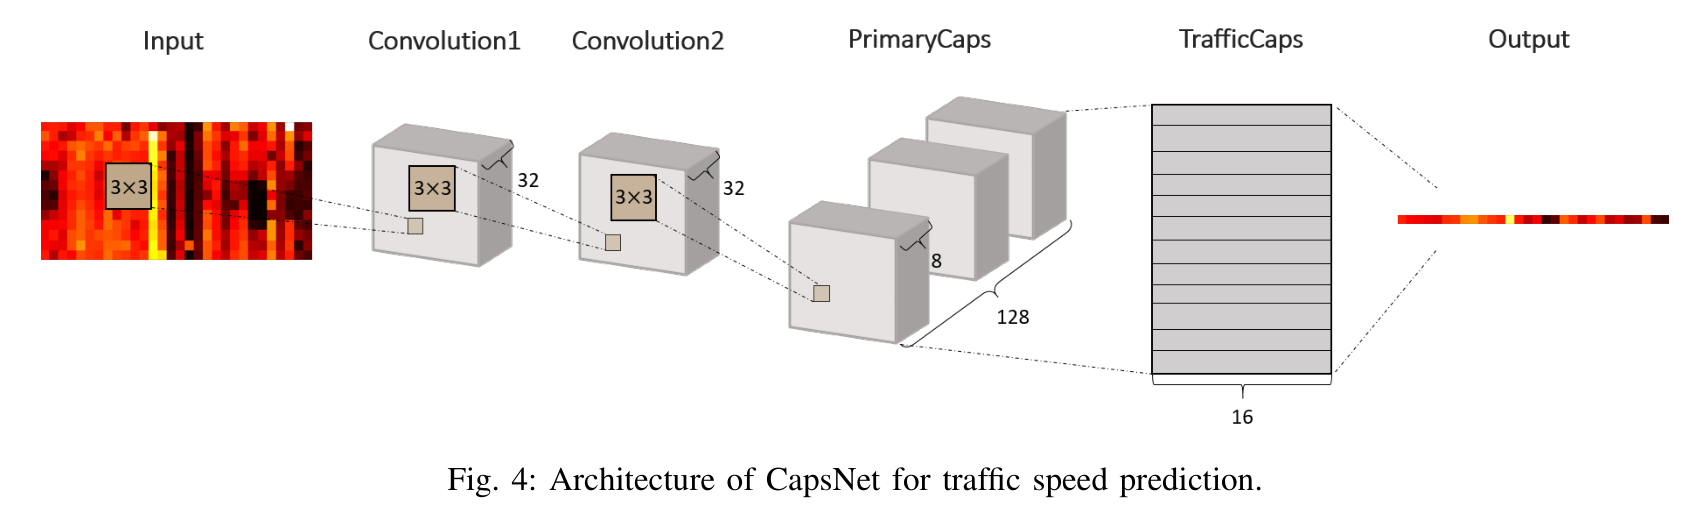 Input Convolution1 Convolution2 PrimaryCaps TrafficCaps Output
3×3 3×3 3×3
32 32
8
128
16
Fig. 4: Architecture of CapsNet for traffic speed prediction.